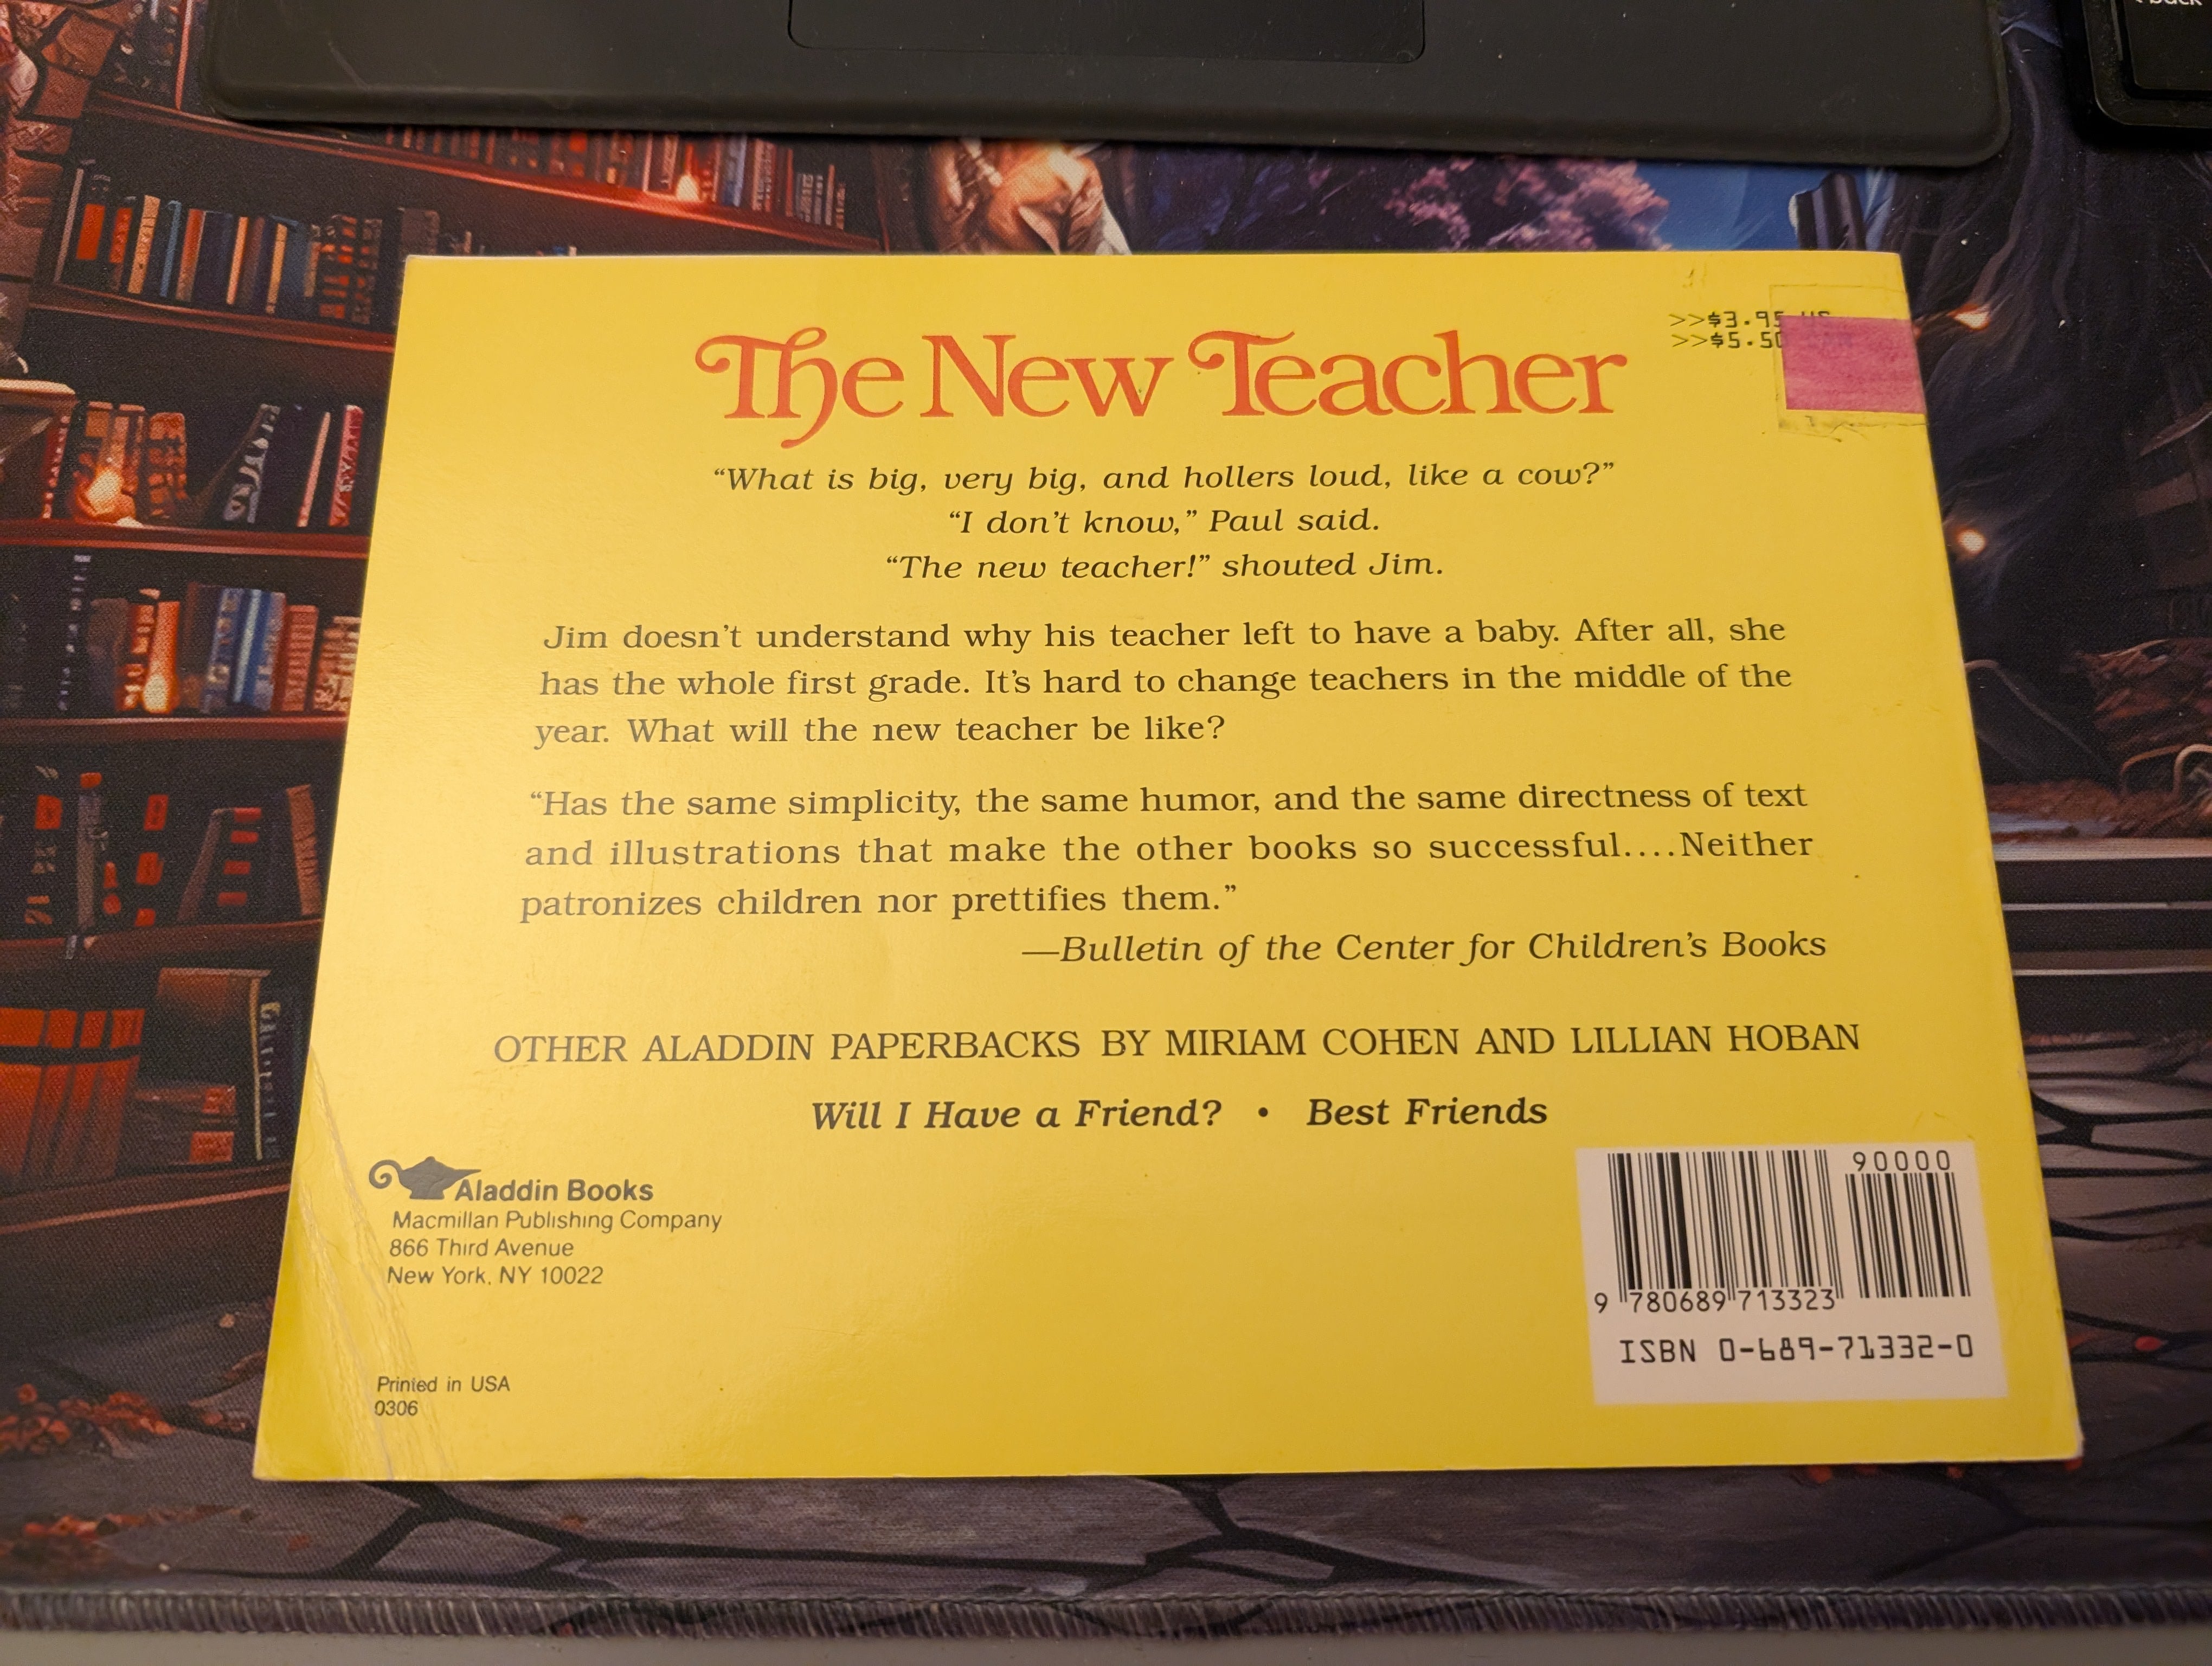 back
>>$3.95 US
>>$5.50
The New Teacher
“What is big, very big, and hollers loud, like a cow?”
“I don’t know,” Paul said.
“The new teacher!” shouted Jim.
Jim doesn’t understand why his teacher left to have a baby. After all, she
has the whole first grade. It’s hard to change teachers in the middle of the
year. What will the new teacher be like?
“Has the same simplicity, the same humor, and the same directness of text
and illustrations that make the other books so successful....Neither
patronizes children nor prettifies them.”
—Bulletin of the Center for Children’s Books
OTHER ALADDIN PAPERBACKS BY MIRIAM COHEN AND LILLIAN HOBAN
Will I Have a Friend? • Best Friends
Aladdin Books
Macmillan Publishing Company
866 Third Avenue
New York, NY 10022
Printed in USA
0306
90000
9 780689 713323
ISBN 0-689-71332-0